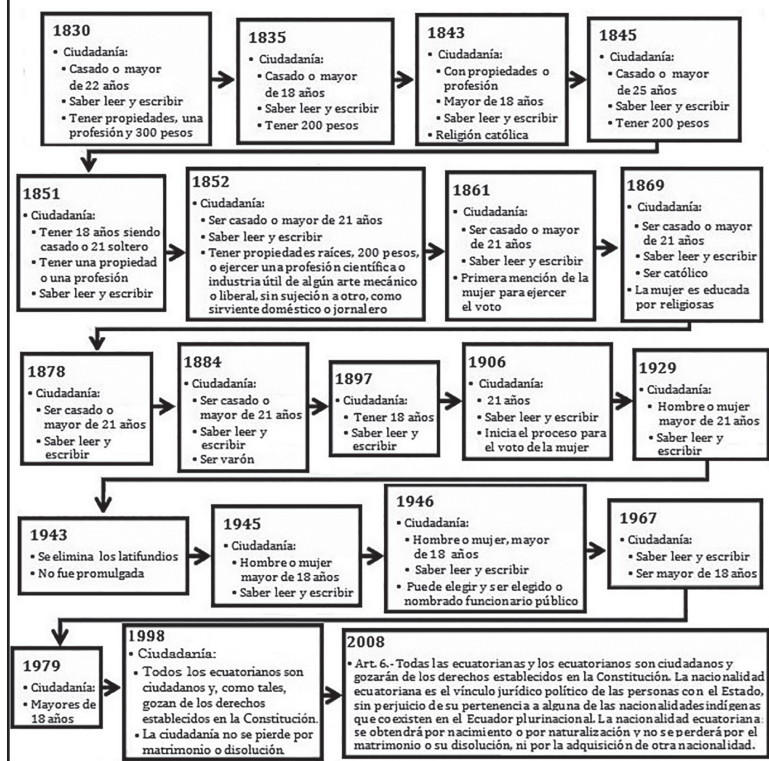 1830
• Ciudadanía:
• Casado o mayor
de 22 años
• Saber leer y escribir
• Tener propiedades, una
profesión y 300 pesos
1835
• Ciudadanía:
• Casado o mayor
de 18 años
• Saber leer y escribir
• Tener 200 pesos
1843
• Ciudadanía:
• Con propiedades o
profesión
• Mayor de 18 años
• Saber leer y escribir
• Religión católica
1845
• Ciudadanía:
• Casado o mayor
de 25 años
• Saber leer y escribir
• Tener 200 pesos
1851
• Ciudadanía:
• Tener 18 años siendo
casado o 21 soltero
• Tener una propiedad
o una profesión
• Saber leer y escribir
1852
• Ciudadanía:
• Ser casado o mayor de 21 años
• Saber leer y escribir
• Tener propiedades raíces, 200 pesos,
o ejercer una profesión científica o
industria útil de algún arte mecánico
o liberal, sin sujeción a otro, como
sirviente doméstico o jornalero
1861
• Ciudadanía:
• Ser casado o mayor
de 21 años
• Saber leer y escribir
• Primera mención de la
mujer para ejercer
el voto
1869
• Ciudadanía:
• Ser casado o mayor
de 21 años
• Saber leer y escribir
• Ser católico
• La mujer es educada
por religiosas
1878
• Ciudadanía:
• Ser casado o
mayor de 21 años
• Saber leer y
escribir
1884
• Ciudadanía:
• Ser casado o
mayor de 21 años
• Saber leer y
escribir
• Ser varón
1897
• Ciudadanía:
• Tener 18 años
• Saber leer y
escribir
1906
• Ciudadanía:
• 21 años
• Saber leer y escribir
• Inicia el proceso para
el voto de la mujer
1929
• Ciudadanía:
• Hombre o mujer
mayor de 21 años
• Saber leer y
escribir
1943
• Se elimina los latifundios
• No fue promulgada
1945
• Ciudadanía:
• Hombre o mujer
mayor de 18 años
• Saber leer y escribir
1946
• Ciudadanía:
• Hombre o mujer, mayor
de 18 años
• Saber leer y escribir
• Puede elegir y ser elegido o
nombrado funcionario público
1967
• Ciudadanía:
• Saber leer y escribir
• Ser mayor de 18 años
1979
• Ciudadanía:
• Mayores de
18 años
1998
• Ciudadanía:
• Todos los ecuatorianos son
ciudadanos y, como tales,
gozan de los derechos
establecidos en la Constitución.
• La ciudadanía no se pierde por
matrimonio o disolución.
2008
• Art. 6.- Todas las ecuatorianas y los ecuatorianos son ciudadanos y
gozarán de los derechos establecidos en la Constitución. La nacionalidad
ecuatoriana es el vínculo jurídico político de las personas con el Estado,
sin perjuicio de su pertenencia a alguna de las nacionalidades indígenas
que coexisten en el Ecuador plurinacional. La nacionalidad ecuatoriana
se obtendrá por nacimiento o por naturalización y no se perderá por el
matrimonio o su disolución, ni por la adquisición de otra nacionalidad.